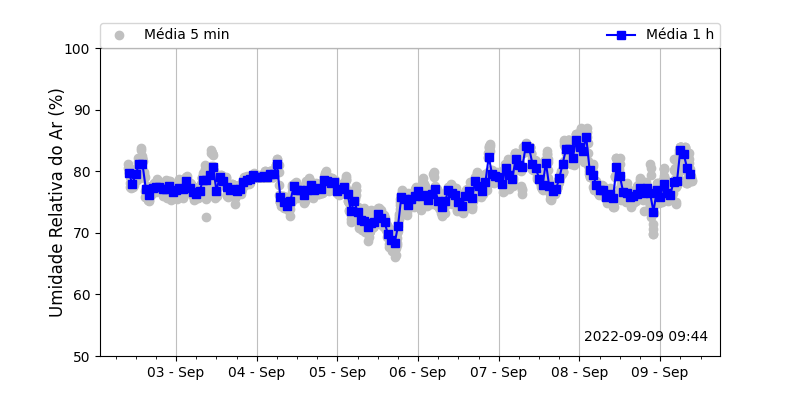 Média 5 min
Média 1 h
Umidade Relativa do Ar (%)
100
90
80
70
60
50
2022-09-09 09:44
03 - Sep
04 - Sep
05 - Sep
06 - Sep
07 - Sep
08 - Sep
09 - Sep